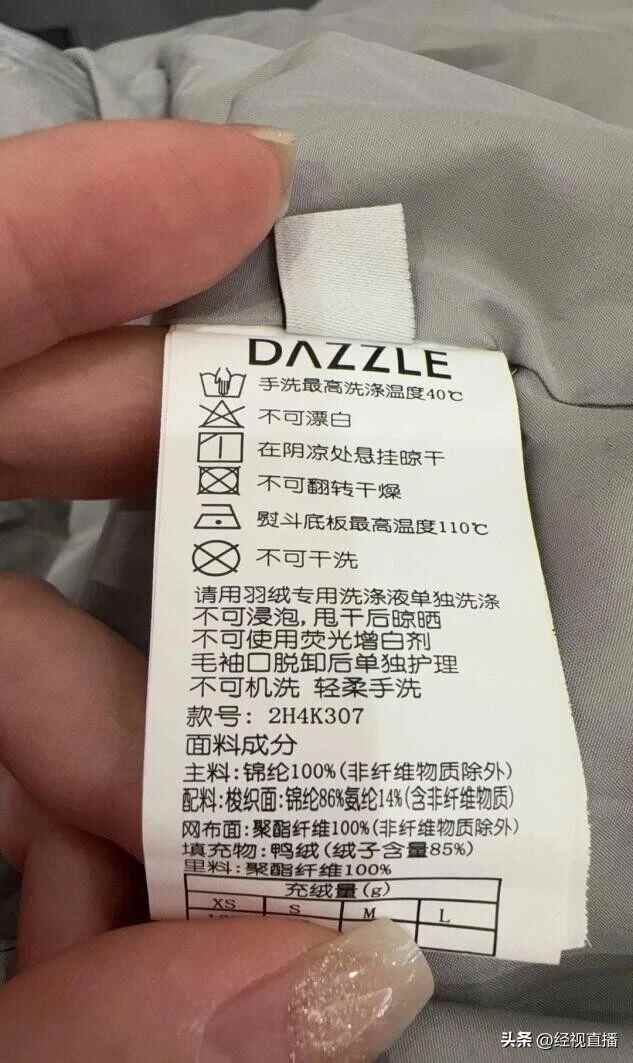 DAZZLE
手洗最高洗涤温度40℃
不可漂白
在阴凉处悬挂晾干
不可翻转干燥
熨斗底板最高温度110℃
不可干洗
请用羽绒专用洗涤液单独洗涤
不可浸泡,甩干后晾晒
不可使用荧光增白剂
毛袖口脱卸后单独护理
不可机洗 轻柔手洗
款号: 2H4K307
面料成分
主料:锦纶100%(非纤维物质除外)
配料:梭织面:锦纶86%氨纶14%(含非纤维物质)
网布面:聚酯纤维100%(非纤维物质除外)
填充物:鸭绒(绒子含量85%)
里料:聚酯纤维100%
充绒量(g)
XS S M L
头条 @经视直播